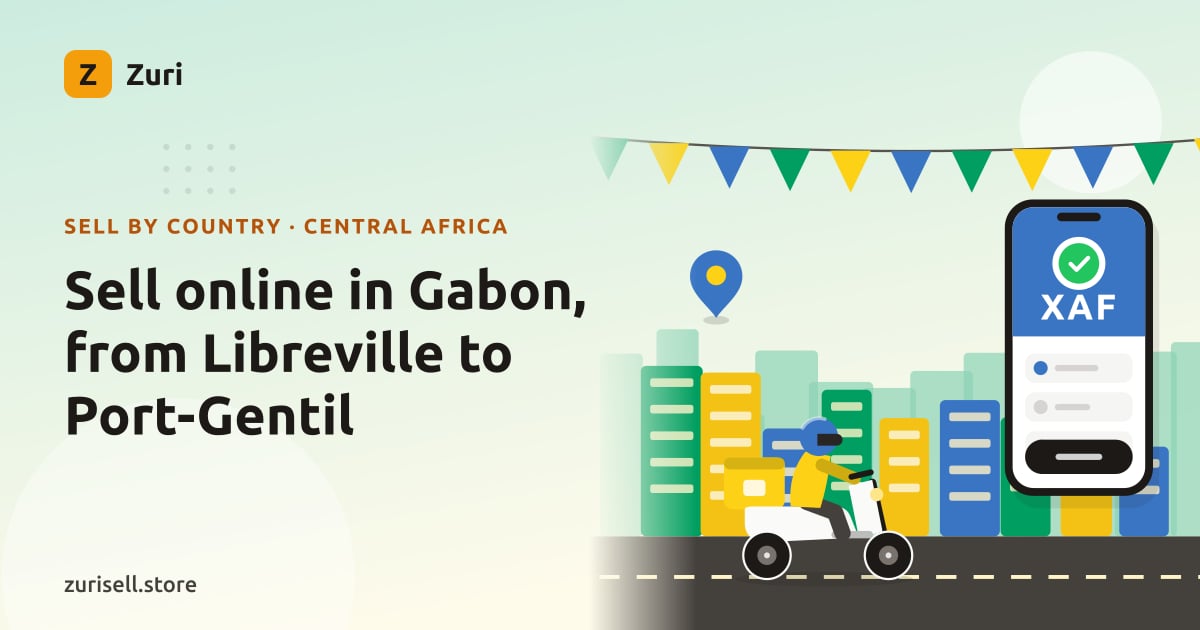 Z Zuri
SELL BY COUNTRY · CENTRAL AFRICA
Sell online in Gabon,
from Libreville to
Port-Gentil
XAF
zurisell.store